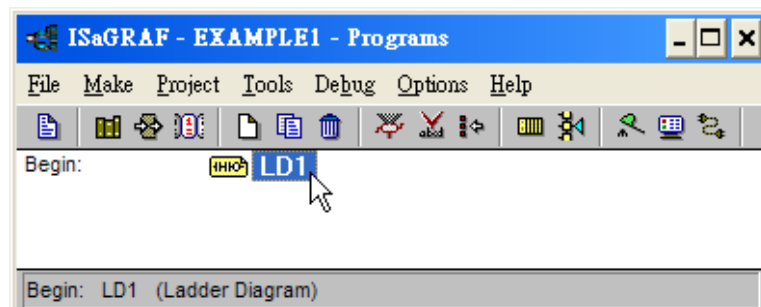 ISaGRAF - EXAMPLE1 - Programs
File Make Project Tools Debug Options Help
Begin: LD1
Begin: LD1 (Ladder Diagram)